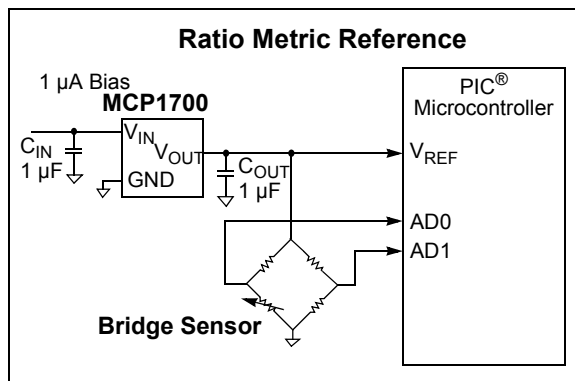 Ratio Metric Reference
1 µA Bias
MCP1700
PIC®
Microcontroller
VIN
VOUT
CIN
1 µF
GND
COUT
1 µF
VREF
AD0
AD1
Bridge Sensor